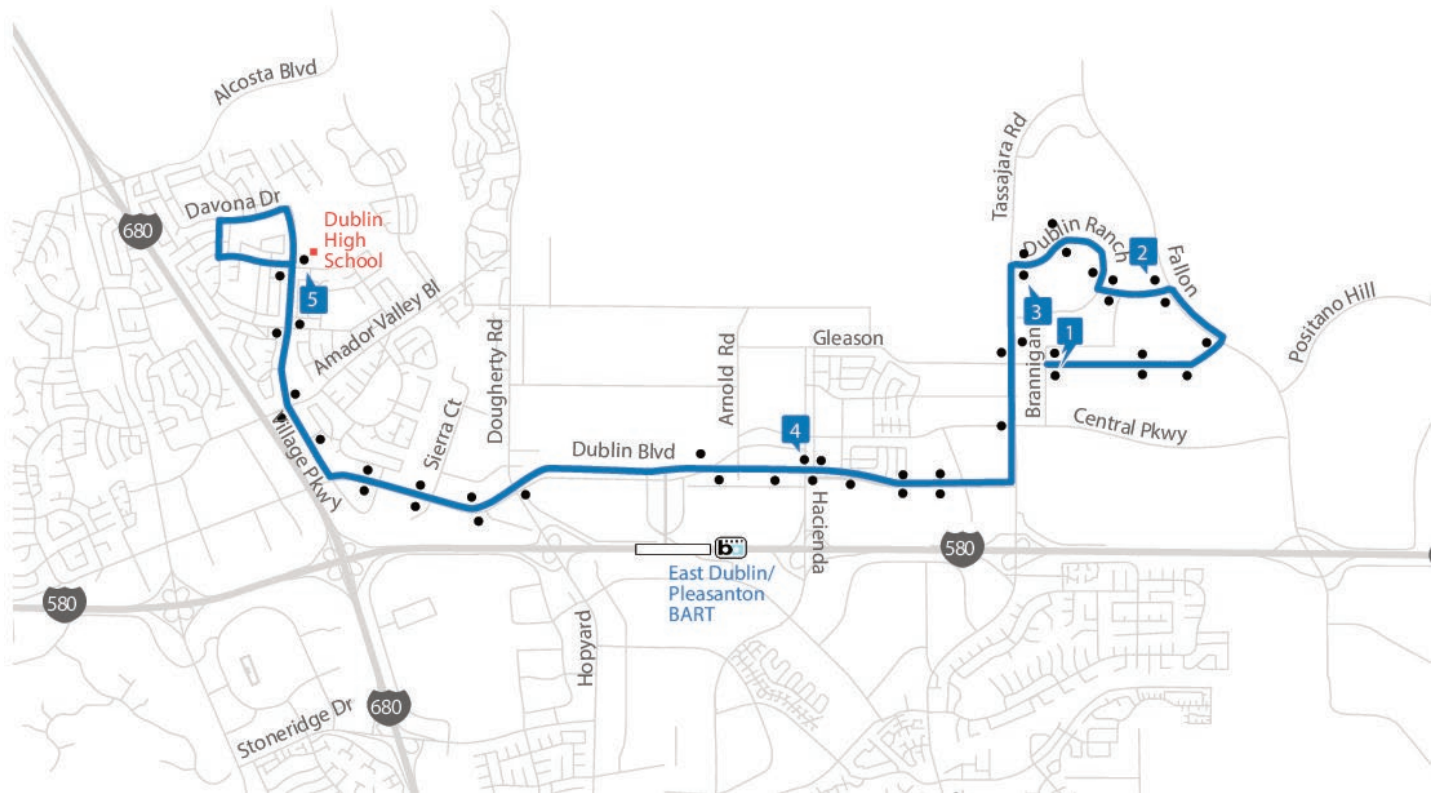 Alcosta Blvd
Davona Dr
680
Dublin
High
School
5
Amador Valley Bl
Village Pkwy
Sierra Ct
Dougherty Rd
Dublin Blvd
Arnold Rd
4
Hacienda
Gleason
Tassajara Rd
Dublin Ranch
2
Fallon
3
1
Brannigan
Central Pkwy
Positano Hill
580
East Dublin/
Pleasanton
BART
580
Hopyard
680
Stoneridge Dr